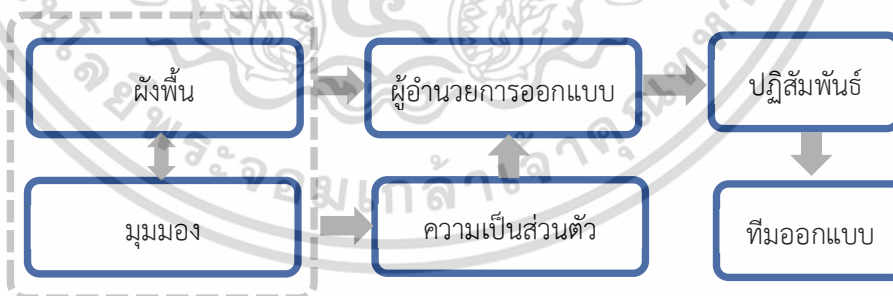 ผังพื้น
ผู้อำนวยการออกแบบ
ปฏิสัมพันธ์
มุมมอง
ความเป็นส่วนตัว
ทีมออกแบบ